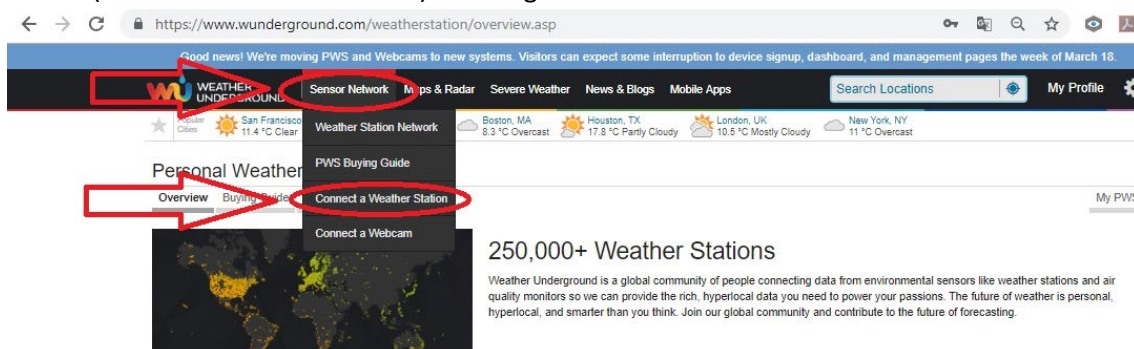 https://www.wunderground.com/weatherstation/overview.asp
Good news! We're moving PWS and Webcams to new systems. Visitors can expect some interruption to device signup, dashboard, and management pages the week of March 18.
WEATHER UNDERGROUND
Sensor Network Maps & Radar Severe Weather News & Blogs Mobile Apps Search Locations My Profile
Popular Cities
San Francisco
11.4 °C Clear
Boston, MA
8.3 °C Overcast
Houston, TX
17.8 °C Partly Cloudy
London, UK
10.5 °C Mostly Cloudy
New York, NY
11 °C Overcast
Weather Station Network
PWS Buying Guide
Connect a Weather Station
Connect a Webcam
Personal Weather
Overview Buying Guide My PWS
250,000+ Weather Stations
Weather Underground is a global community of people connecting data from environmental sensors like weather stations and air
quality monitors so we can provide the rich, hyperlocal data you need to power your passions. The future of weather is personal,
hyperlocal, and smarter than you think. Join our global community and contribute to the future of forecasting.